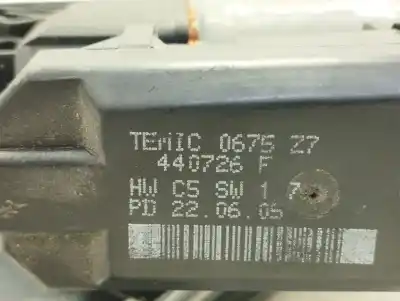 TEMIC 0675 Z7
440726 F
HW C5 SW 1 7
PD 22.06.05